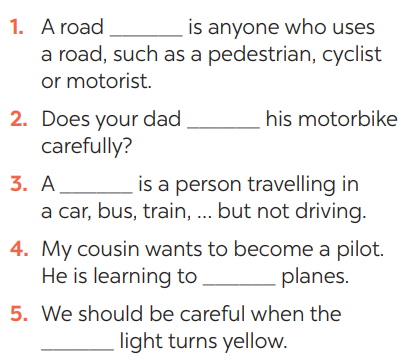 1. A road _______ is anyone who uses
a road, such as a pedestrian, cyclist
or motorist.
2. Does your dad _______ his motorbike
carefully?
3. A _______ is a person travelling in
a car, bus, train, ... but not driving.
4. My cousin wants to become a pilot.
He is learning to _______ planes.
5. We should be careful when the
_______ light turns yellow.